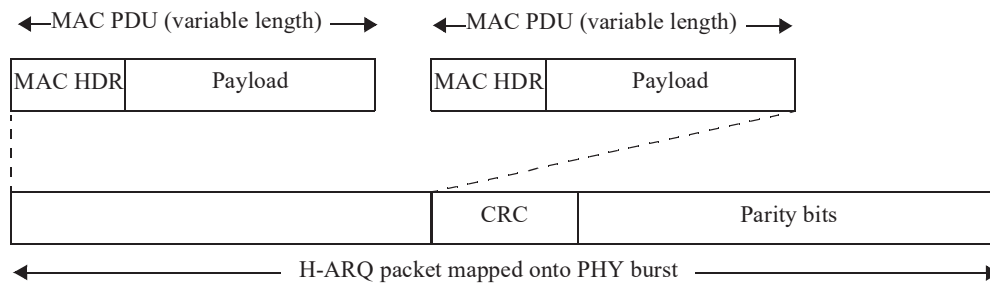 MAC PDU (variable length) MAC PDU (variable length)
MAC HDR Payload MAC HDR Payload
CRC Parity bits
H-ARQ packet mapped onto PHY burst